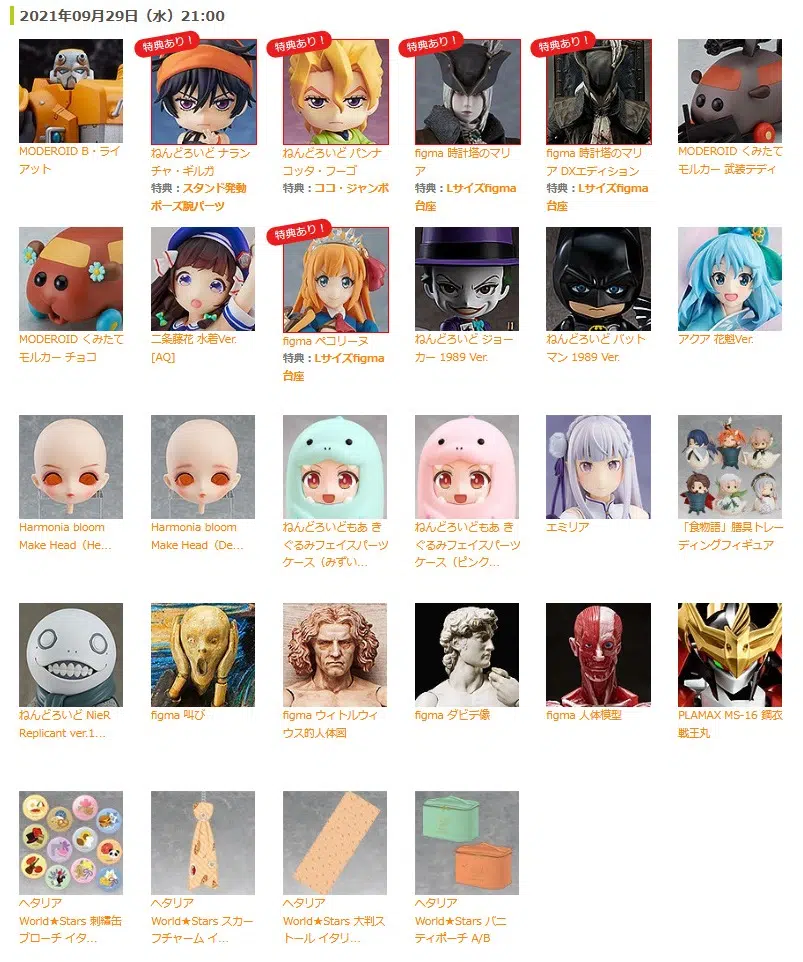 2021年09月29日（水）21:00
特典あり！
特典あり！
特典あり！
特典あり！
MODEROID B・ライ
アット
ねんどろいど ナラン
チャ・ギルガ
特典：スタンド発動
ポーズ腕パーツ
ねんどろいど パンナ
コッタ・フーゴ
特典：ココ・ジャンボ
figma 時計塔のマリ
ア
特典：Lサイズfigma
台座
figma 時計塔のマリ
ア DXエディション
特典：Lサイズfigma
台座
MODEROID くみたて
モルカー 武装テディ
特典あり！
MODEROID くみたて
モルカー チョコ
二条藤花 水着Ver.
[AQ]
figma ペコリーヌ
特典：Lサイズfigma
台座
ねんどろいど ジョー
カー 1989 Ver.
ねんどろいど バット
マン 1989 Ver.
アクア 花魁Ver.
Harmonia bloom
Make Head（He...
Harmonia bloom
Make Head（De...
ねんどろいどもあ き
ぐるみフェイスパーツ
ケース（みずい...
ねんどろいどもあ き
ぐるみフェイスパーツ
ケース（ピンク...
エミリア
「食物語」膳具トレー
ディングフィギュア
ねんどろいど NieR
Replicant ver.1...
figma 叫び
figma ウィトルウィ
ウス的人体図
figma ダビデ像
figma 人体模型
PLAMAX MS-16 鋼衣
戦王丸
ヘタリア
World★Stars 刺繍缶
ブローチ イタ...
ヘタリア
World★Stars スカー
フチャーム イ...
ヘタリア
World★Stars 大判ス
トール イタリ...
ヘタリア
World★Stars バニ
ティポーチ A/B